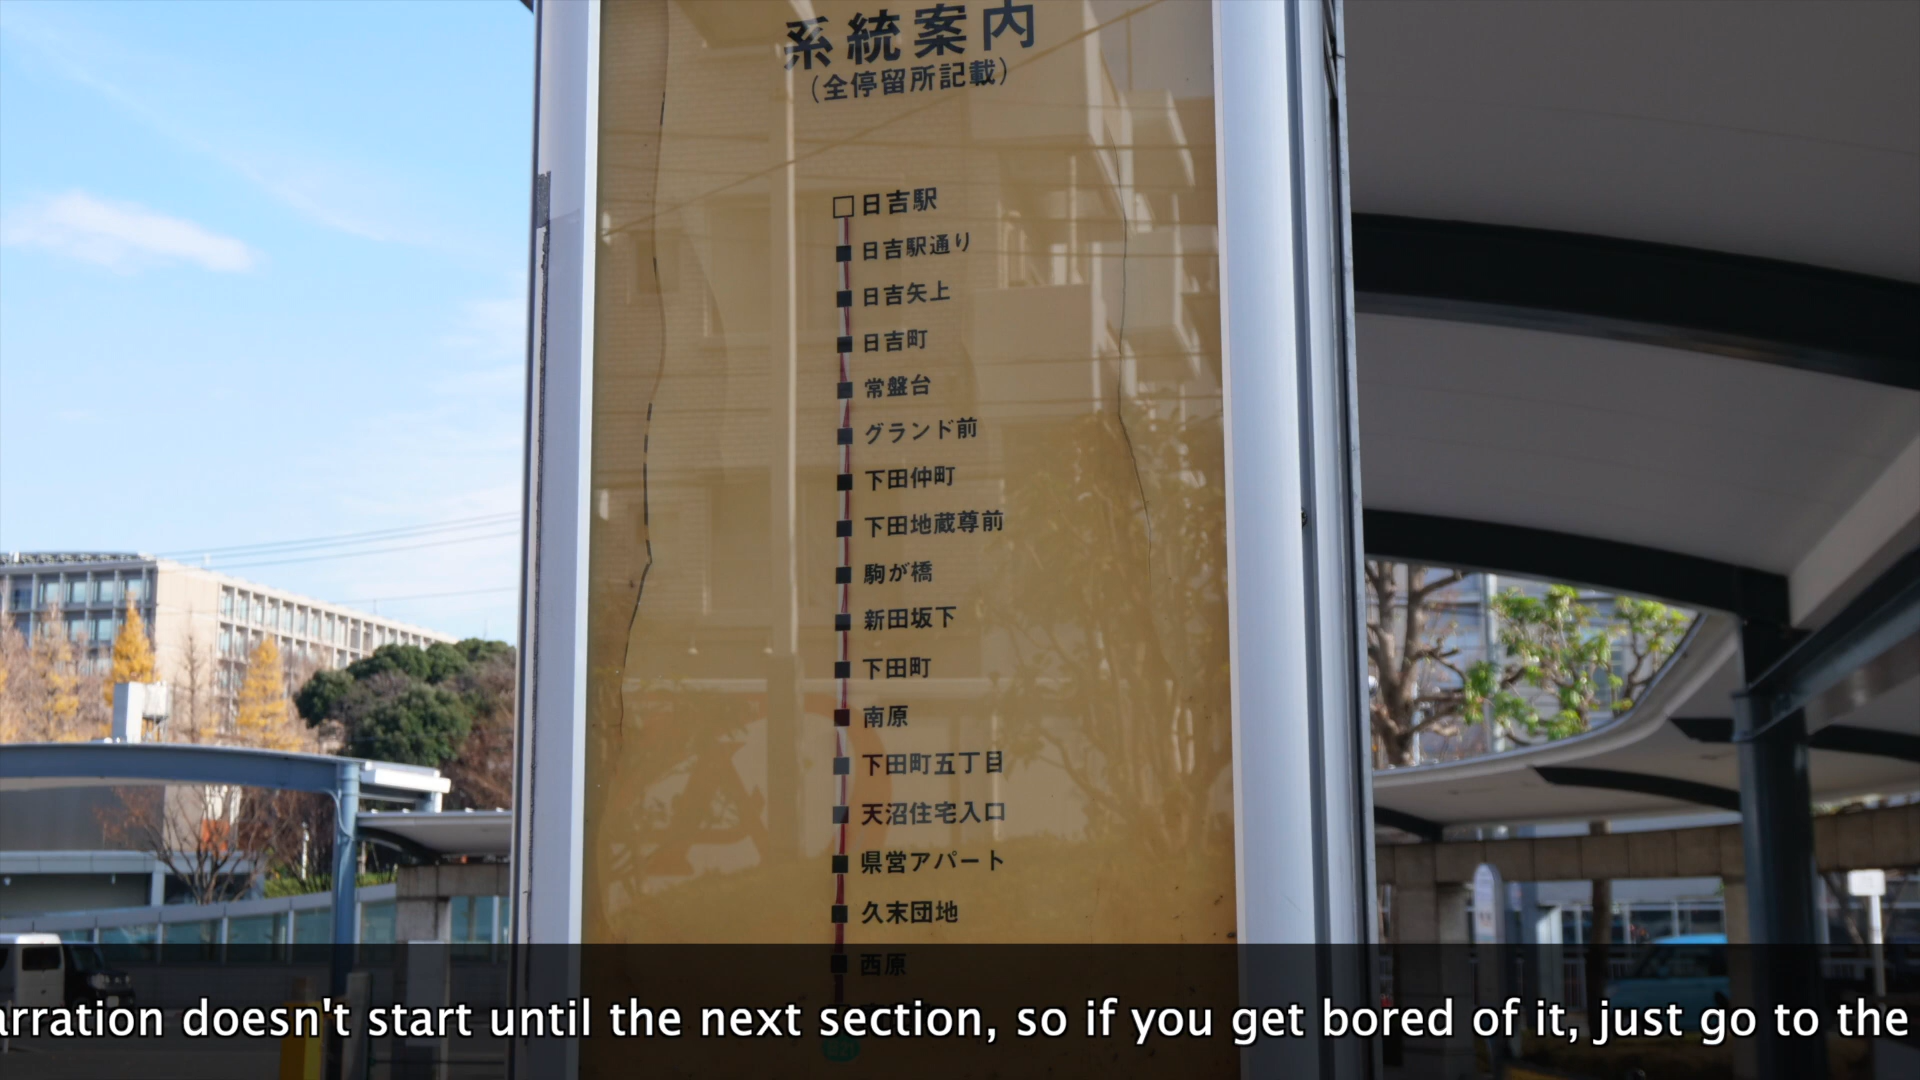 系統案内
(全停留所記載)
日吉駅
日吉駅通り
日吉矢上
日吉町
常盤台
グランド前
下田仲町
下田地蔵尊前
駒が橋
新田坂下
下田町
南原
下田町五丁目
天沼住宅入口
県営アパート
久末団地
西原
doesn't start until the next section, so if you get bored of it, just go to the